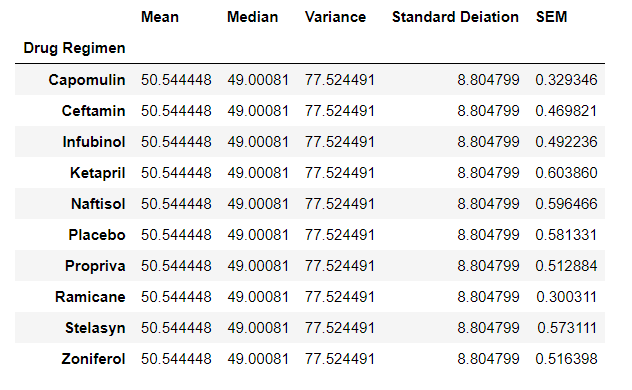 Mean Median Variance Standard Deiation SEM
Drug Regimen
Capomulin 50.544448 49.00081 77.524491 8.804799 0.329346
Ceftamin 50.544448 49.00081 77.524491 8.804799 0.469821
Infubinol 50.544448 49.00081 77.524491 8.804799 0.492236
Ketapril 50.544448 49.00081 77.524491 8.804799 0.603860
Naftisol 50.544448 49.00081 77.524491 8.804799 0.596466
Placebo 50.544448 49.00081 77.524491 8.804799 0.581331
Propriva 50.544448 49.00081 77.524491 8.804799 0.512884
Ramicane 50.544448 49.00081 77.524491 8.804799 0.300311
Stelasyn 50.544448 49.00081 77.524491 8.804799 0.573111
Zoniferol 50.544448 49.00081 77.524491 8.804799 0.516398